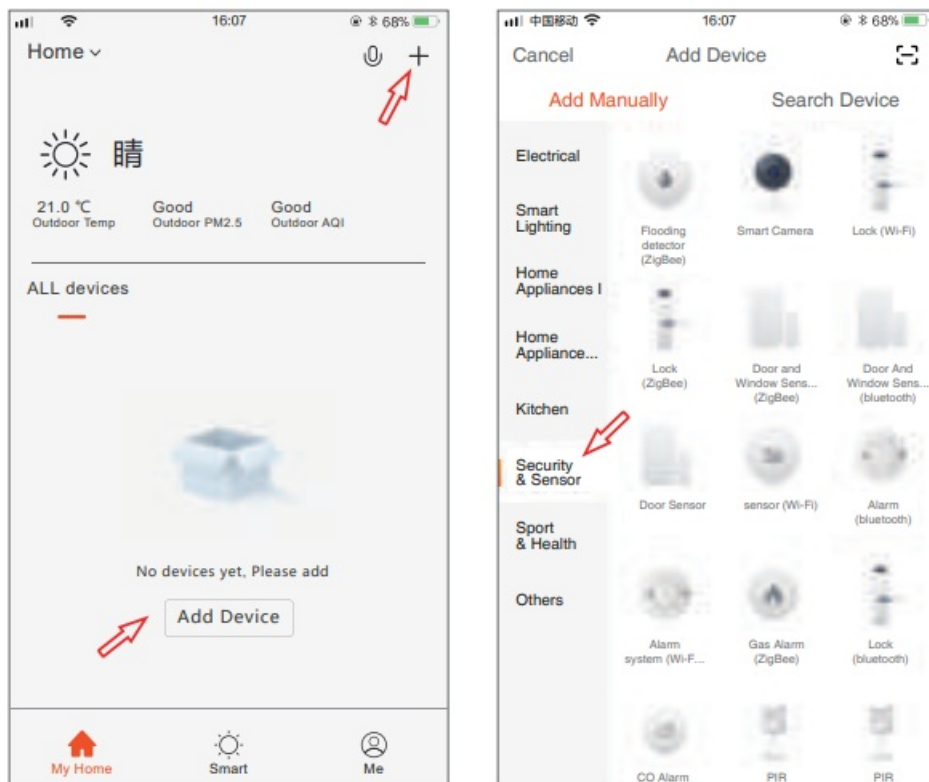 16:07
68%
Home
晴
21.0 ℃
Outdoor Temp
Good
Outdoor PM2.5
Good
Outdoor AQI
ALL devices
No devices yet, Please add
Add Device
My Home
Smart
Me
中国移动
16:07
68%
Cancel
Add Device
Add Manually
Search Device
Electrical
Smart
Lighting
Home
Appliances I
Home
Appliance...
Kitchen
Security
& Sensor
Sport
& Health
Others
Flooding
detector
(ZigBee)
Smart Camera
Lock (Wi-Fi)
Lock
(ZigBee)
Door and
Window Sens...
(ZigBee)
Door And
Window Sens...
(bluetooth)
Door Sensor
sensor (Wi-Fi)
Alarm
(bluetooth)
Alarm
system (Wi-F...
Gas Alarm
(ZigBee)
Lock
(bluetooth)
CO Alarm
PIR
PIR